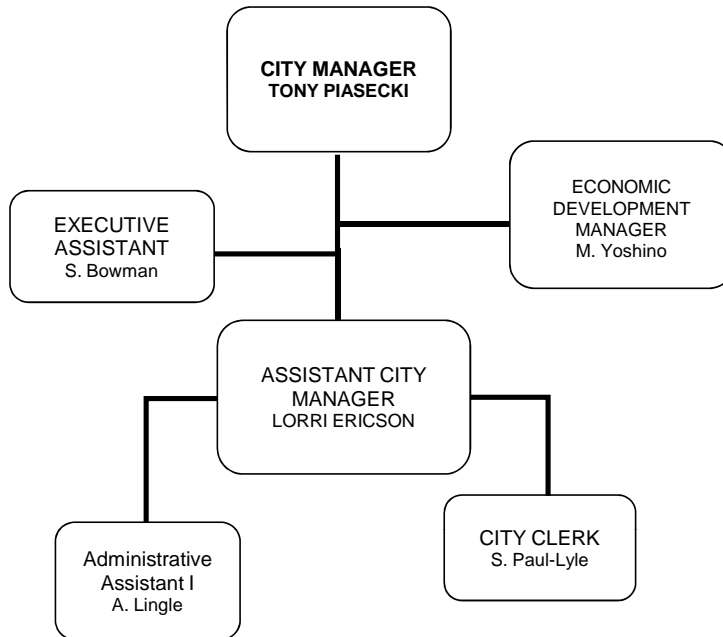 CITY MANAGER
TONY PIASECKI
ECONOMIC
DEVELOPMENT
MANAGER
M. Yoshino
EXECUTIVE
ASSISTANT
S. Bowman
ASSISTANT CITY
MANAGER
LORRI ERICSON
Administrative
Assistant I
A. Lingle
CITY CLERK
S. Paul-Lyle